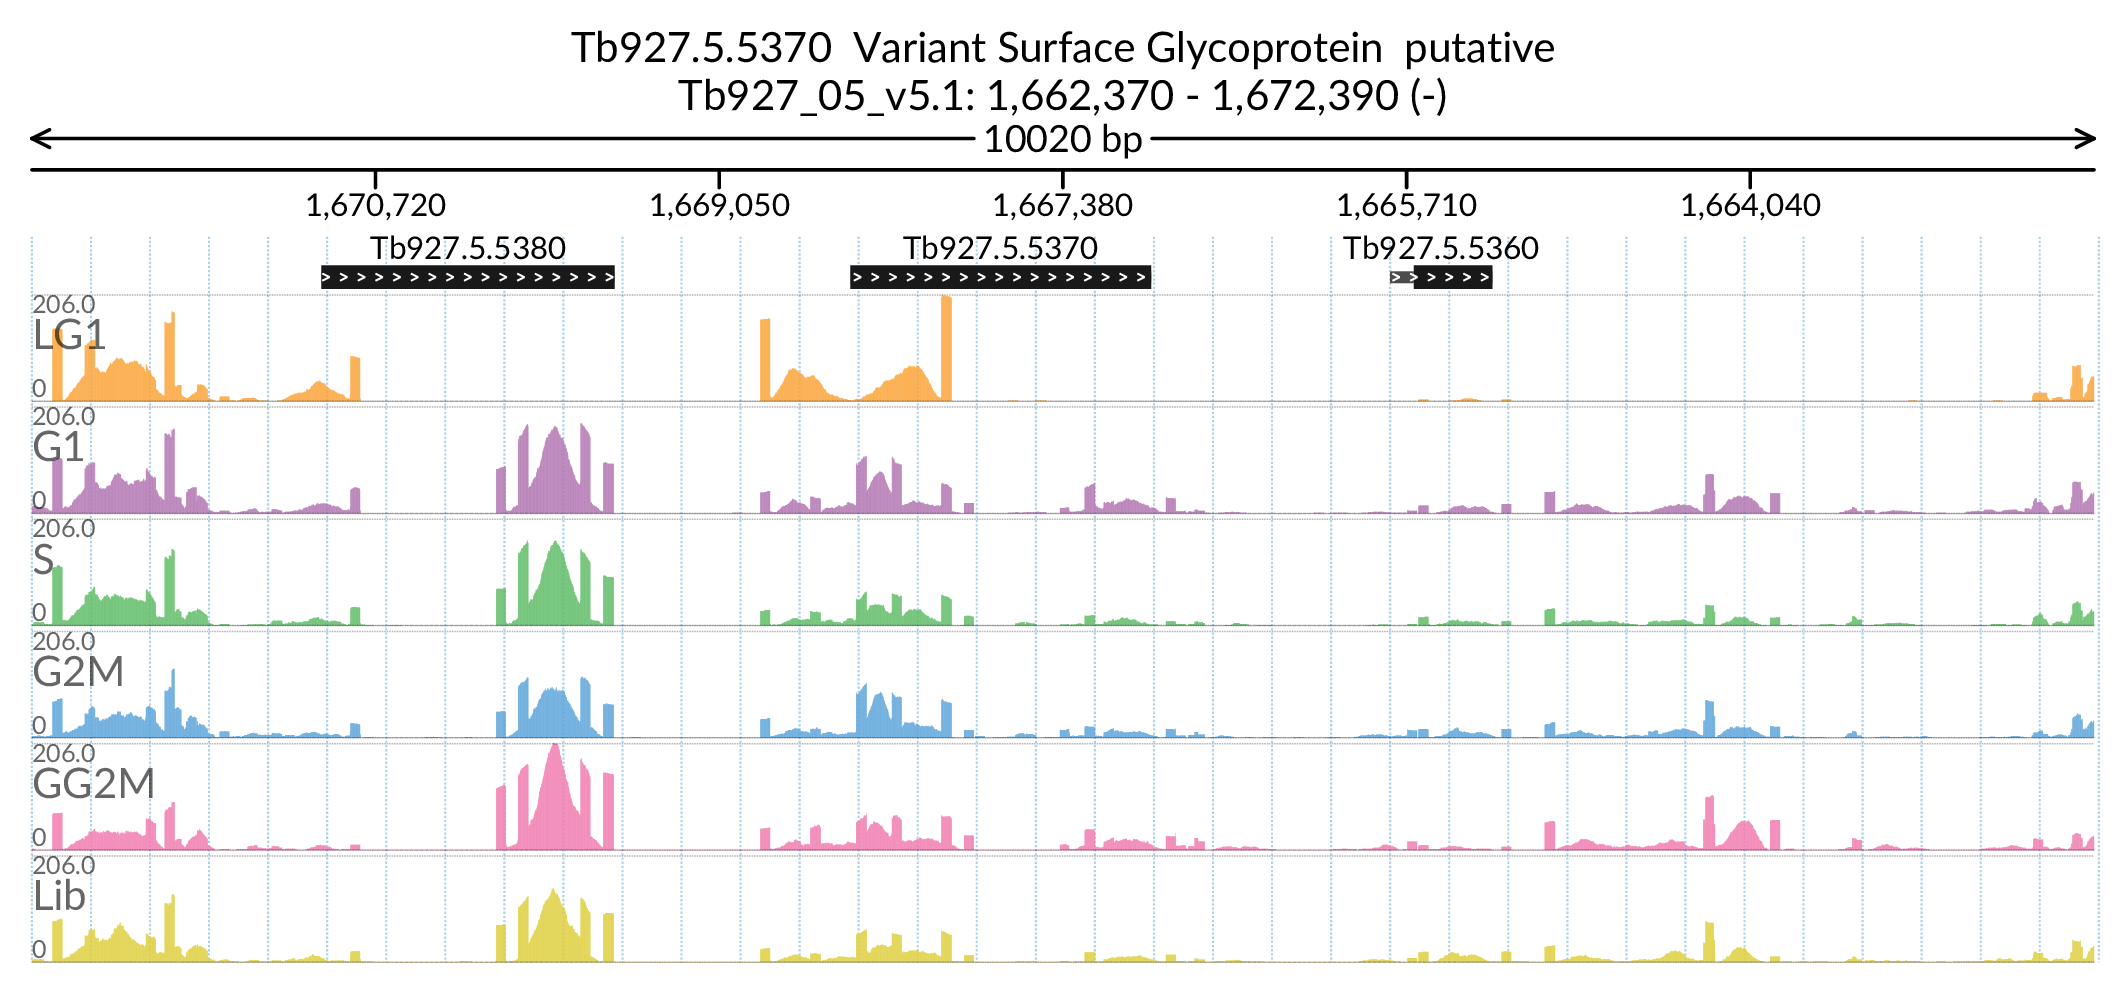 Tb927.5.5370  Variant Surface Glycoprotein  putative
Tb927_05_v5.1: 1,662,370 - 1,672,390 (-)
10020 bp
1,670,720 1,669,050 1,667,380 1,665,710 1,664,040
Tb927.5.5380 Tb927.5.5370 Tb927.5.5360
206.0
LG1
0
206.0
G1
0
206.0
S
0
206.0
G2M
0
206.0
GG2M
0
206.0
Lib
0